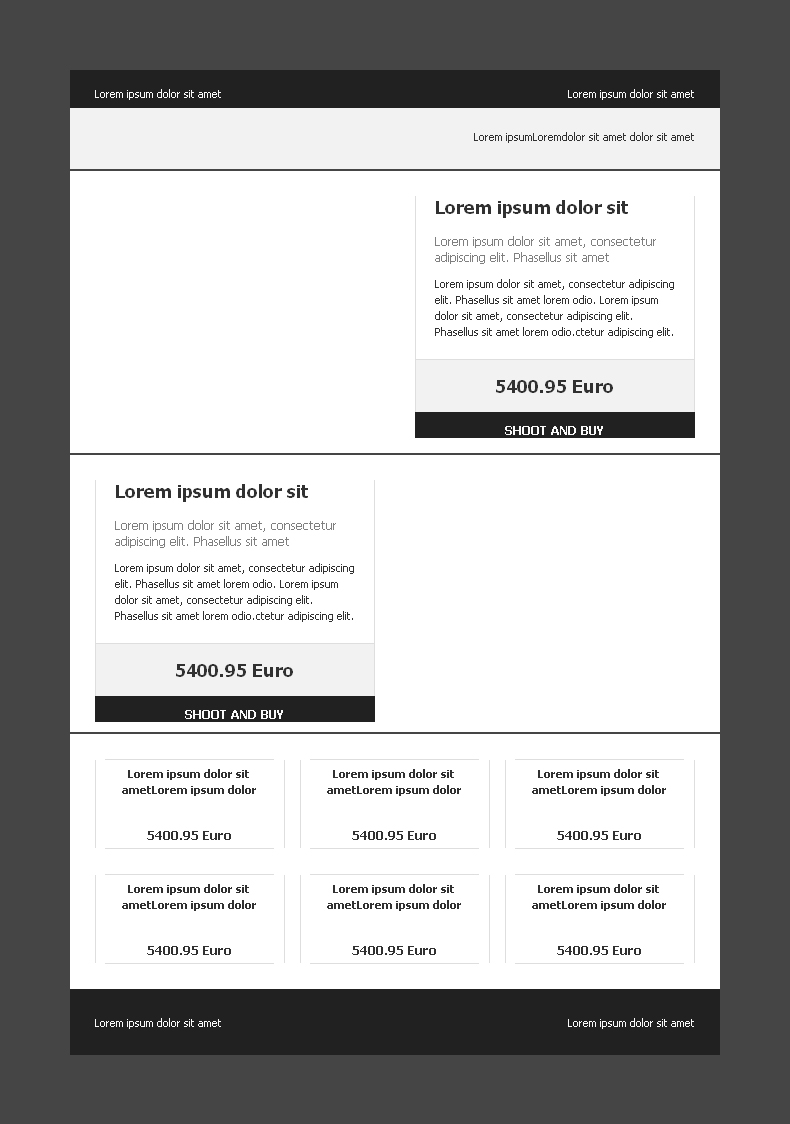 Lorem ipsum dolor sit amet
Lorem ipsum dolor sit amet
Lorem ipsumLoremdolor sit amet dolor sit amet
Lorem ipsum dolor sit
Lorem ipsum dolor sit amet, consectetur
adipiscing elit. Phasellus sit amet
Lorem ipsum dolor sit amet, consectetur adipiscing
elit. Phasellus sit amet lorem odio. Lorem ipsum
dolor sit amet, consectetur adipiscing elit.
Phasellus sit amet lorem odio.ctetur adipiscing elit.
5400.95 Euro
SHOOT AND BUY
Lorem ipsum dolor sit
Lorem ipsum dolor sit amet, consectetur
adipiscing elit. Phasellus sit amet
Lorem ipsum dolor sit amet, consectetur adipiscing
elit. Phasellus sit amet lorem odio. Lorem ipsum
dolor sit amet, consectetur adipiscing elit.
Phasellus sit amet lorem odio.ctetur adipiscing elit.
5400.95 Euro
SHOOT AND BUY
Lorem ipsum dolor sit
ametLorem ipsum dolor
5400.95 Euro
Lorem ipsum dolor sit
ametLorem ipsum dolor
5400.95 Euro
Lorem ipsum dolor sit
ametLorem ipsum dolor
5400.95 Euro
Lorem ipsum dolor sit
ametLorem ipsum dolor
5400.95 Euro
Lorem ipsum dolor sit
ametLorem ipsum dolor
5400.95 Euro
Lorem ipsum dolor sit
ametLorem ipsum dolor
5400.95 Euro
Lorem ipsum dolor sit amet
Lorem ipsum dolor sit amet